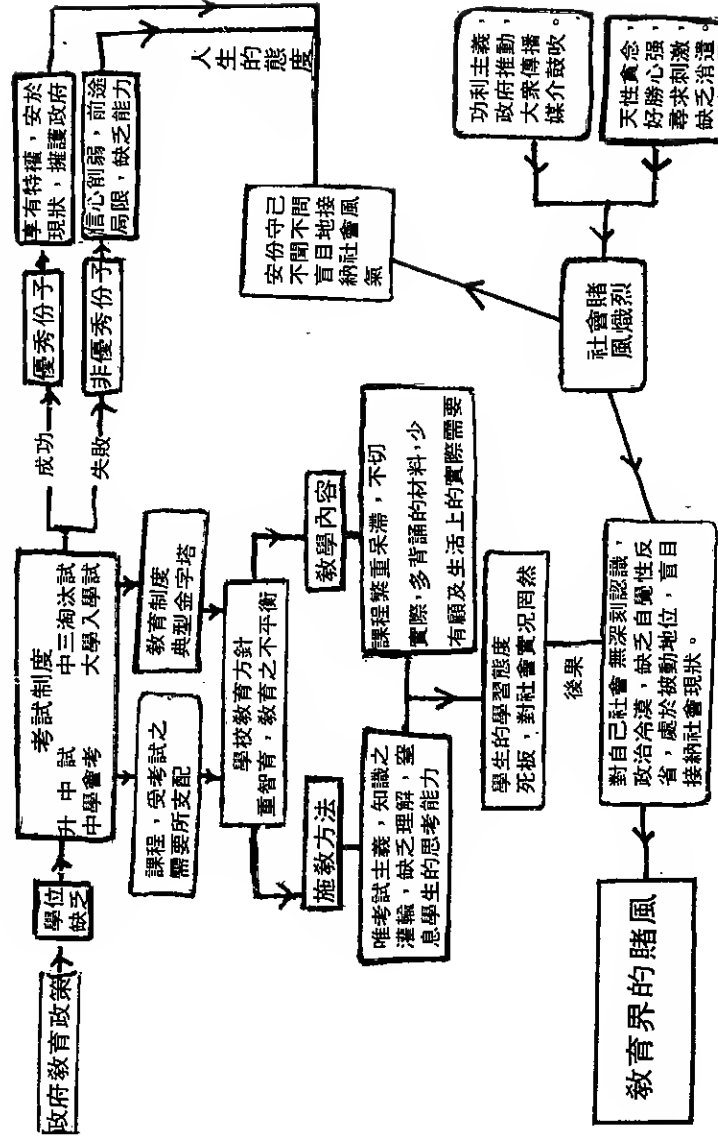 政府教育政策
學位
缺乏
考試制度
升中試 中三淘汰試
中學會考 大學入學試
成功
失敗
優秀份子
非優秀份子
享有特權，安於
現狀，擁護政府
信心削弱，前途
局限，缺乏能力
人生
的
態度
課程，受考試之
需要所支配
教育制度
典型金字塔
學校教育方針
重智育，教育之不平衡
施教方法
教學內容
唯考試主義，知識之
灌輸，缺乏理解，窒
息學生的思考能力
課程繁重呆滯，不切
實際，多背誦的材料，少
有顧及生活上的實際需要
學生的學習態度
死板，對社會實况罔然
後果
對自己社會無深刻認識，
政治冷漠，缺乏自覺性反
省，處於被動地位，盲目
接納社會現狀。
教育界的賭風
安份守己
不聞不問
盲目地接
納社會風
氣
社會賭
風熾烈
功利主義，
政府推動，
大衆傳播
媒介鼓吹。
天性貪念，
好勝心强，
尋求刺激，
缺乏消遣。